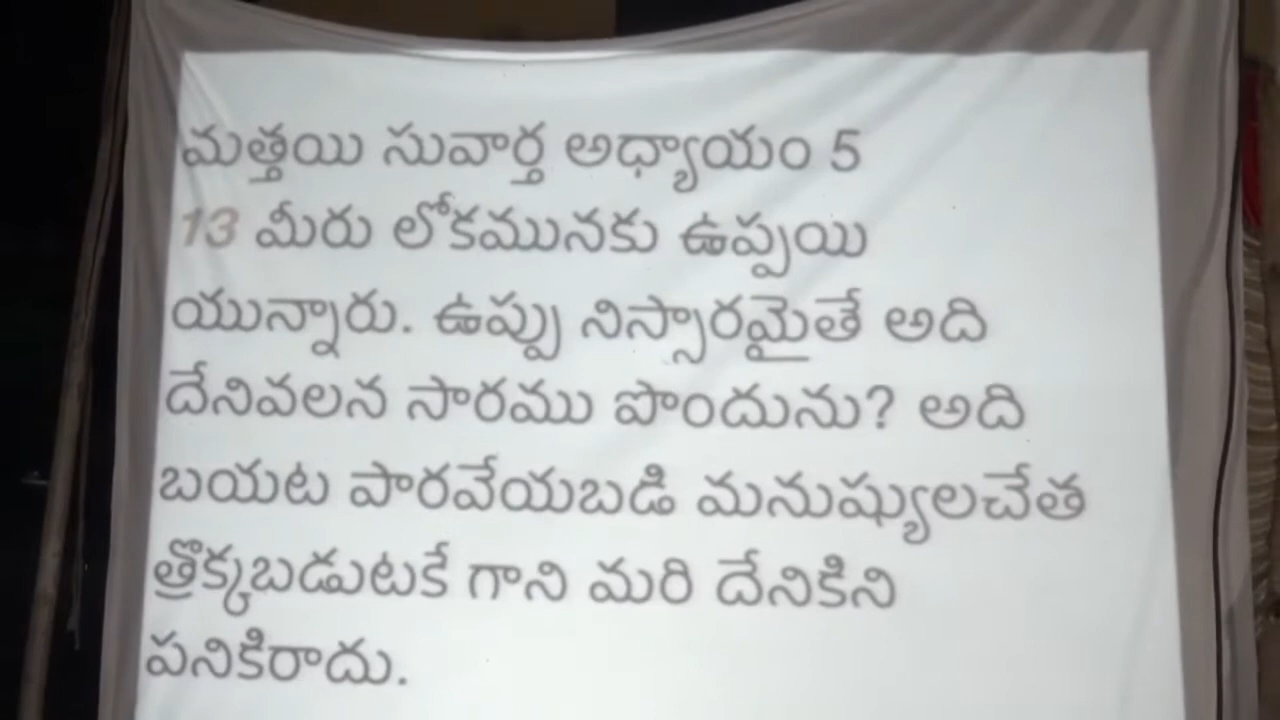 మత్తయి సువార్త అధ్యాయం 5
13 మీరు లోకమునకు ఉప్పయి
యున్నారు. ఉప్పు నిస్సారమైతే అది
దేనివలన సారము పొందును? అది
బయట పారవేయబడి మనుష్యులచేత
త్రొక్కబడుటకే గాని మరి దేనికిని
పనికిరాదు.